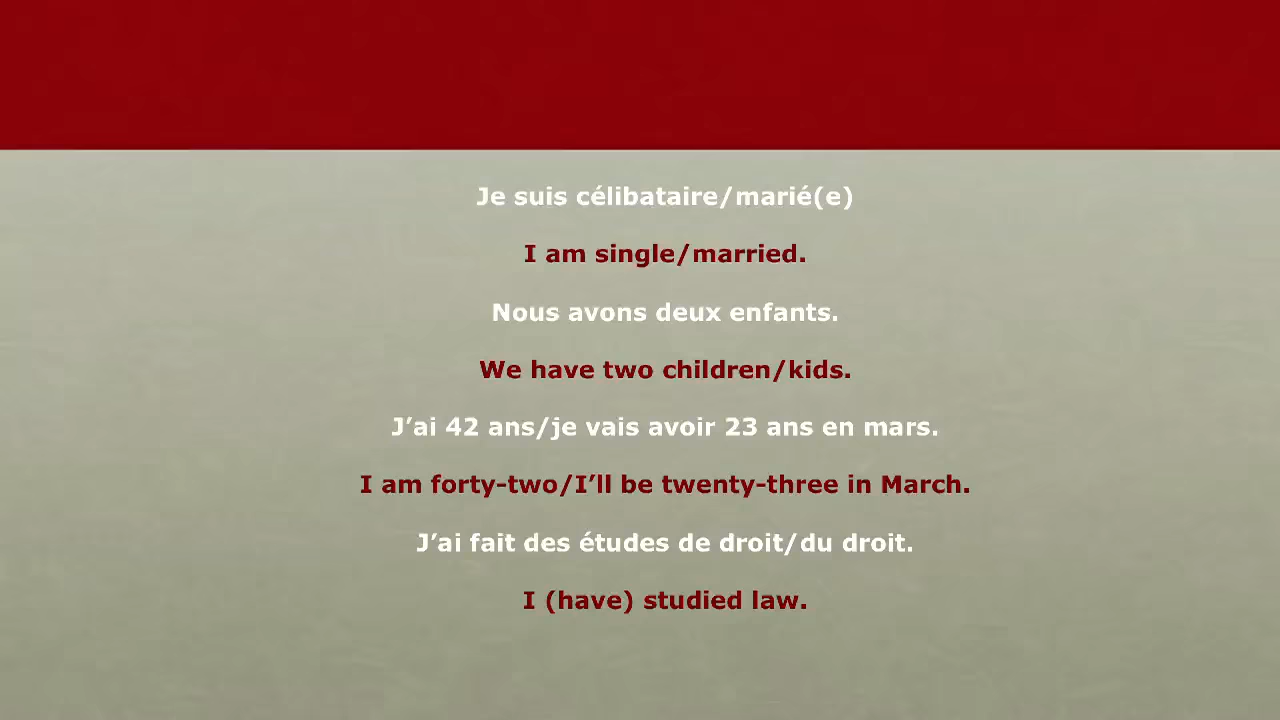 Je suis célibataire/marié(e)
I am single/married.
Nous avons deux enfants.
We have two children/kids.
J’ai 42 ans/je vais avoir 23 ans en mars.
I am forty-two/I’ll be twenty-three in March.
J’ai fait des études de droit/du droit.
I (have) studied law.